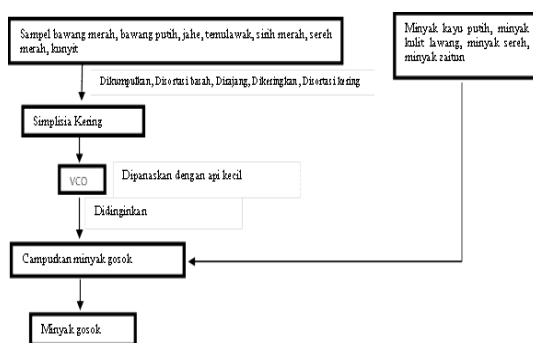 Sampel bawang merah, bawang putih, jahe, temulawak, sirih merah, sereh
merah, kunyit
Minyak kayu putih, minyak
kulit lawang, minyak sereh,
minyak zaitun
Dikumpulkan, Disortasi basah, Dirajang, Dikeringkan, Disortasi kering
Simplisia Kering
VCO
Dipanaskan dengan api kecil
Didinginkan
Campurkan minyak gosok
Minyak gosok